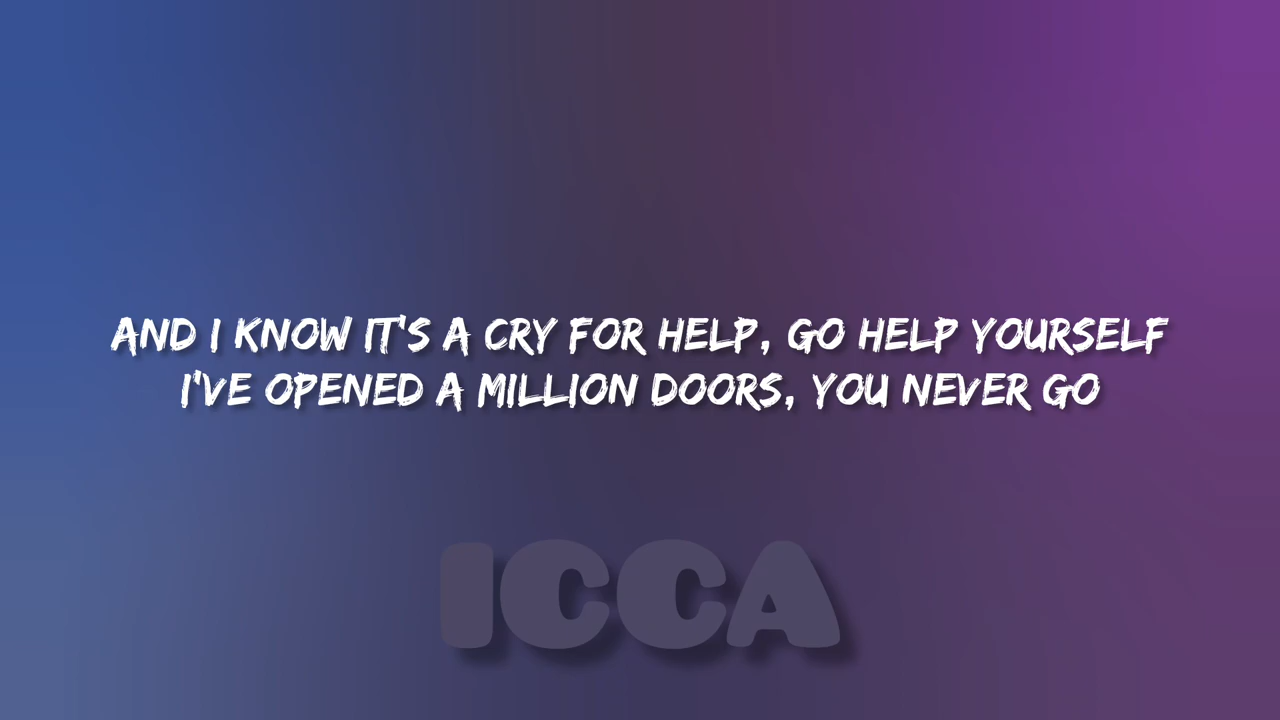 AND I KNOW IT'S A CRY FOR HELP, GO HELP YOURSELF
I'VE OPENED A MILLION DOORS, YOU NEVER GO
ICCA